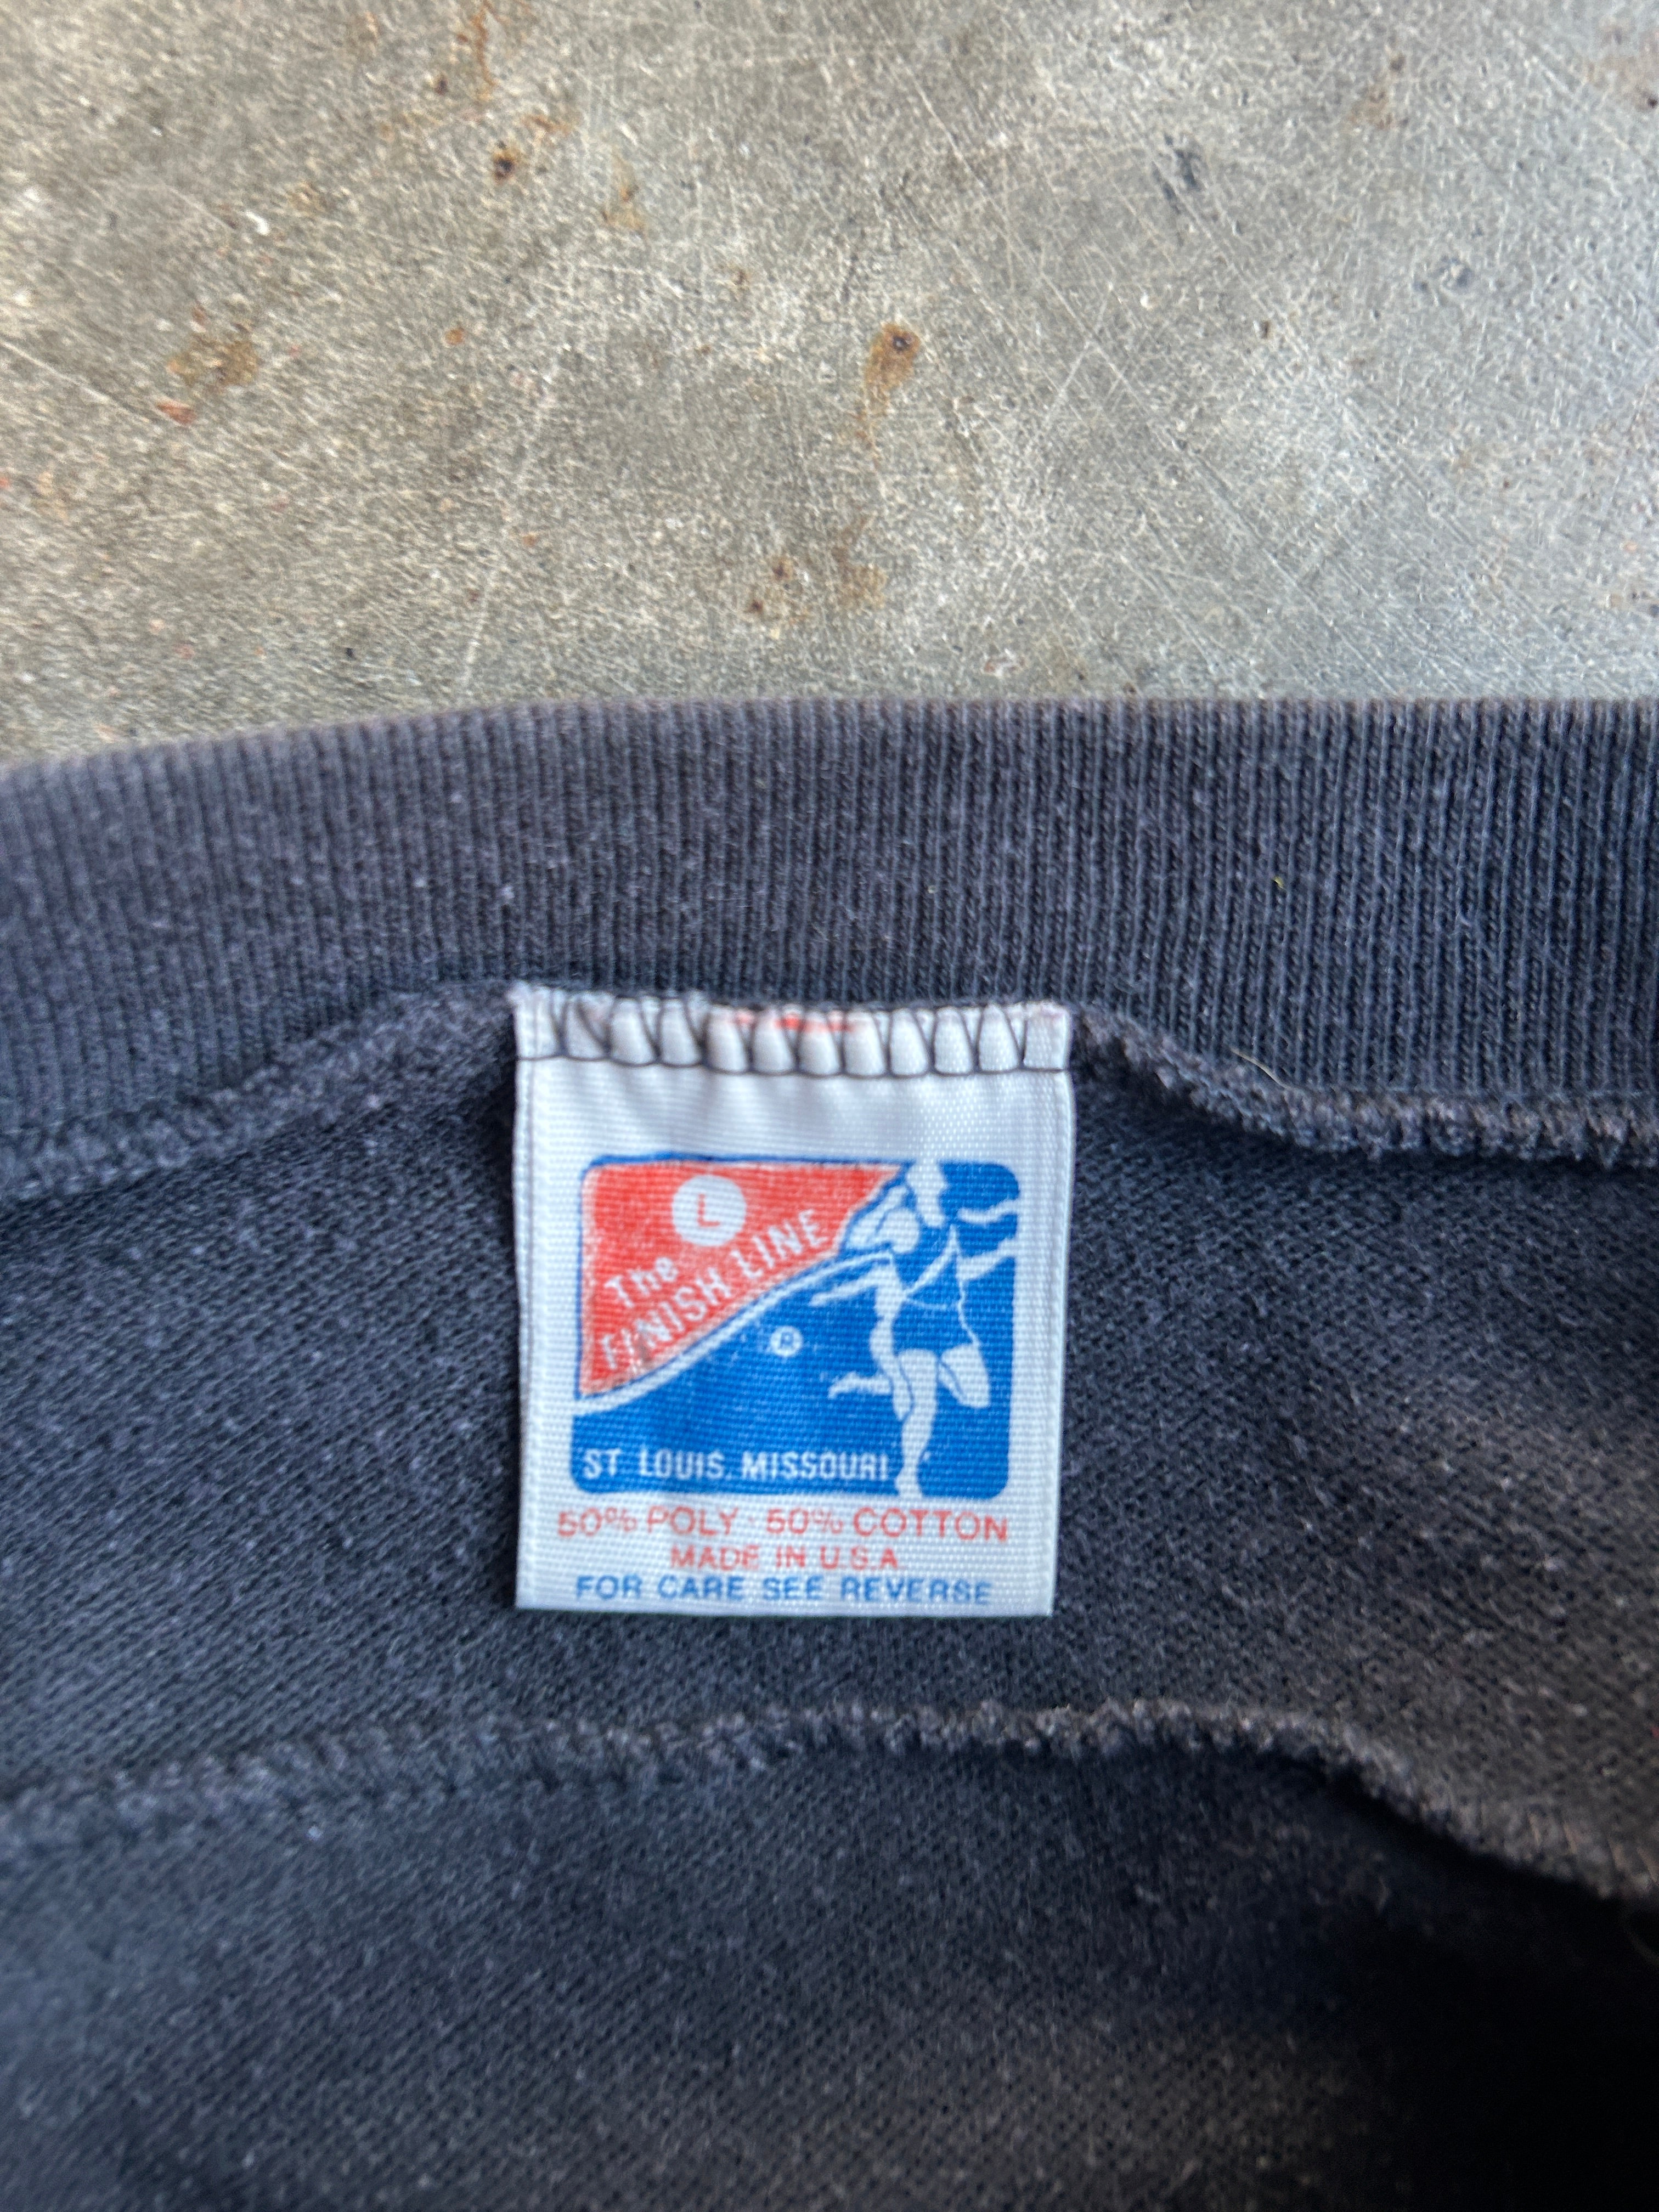 L
The
FINISH LINE
®
ST. LOUIS, MISSOURI
50% POLY - 50% COTTON
MADE IN U.S.A
FOR CARE SEE REVERSE